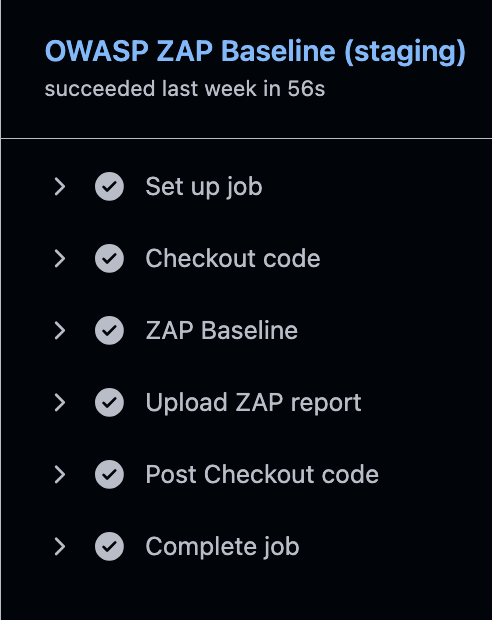 OWASP ZAP Baseline (staging)
succeeded last week in 56s
Set up job
Checkout code
ZAP Baseline
Upload ZAP report
Post Checkout code
Complete job